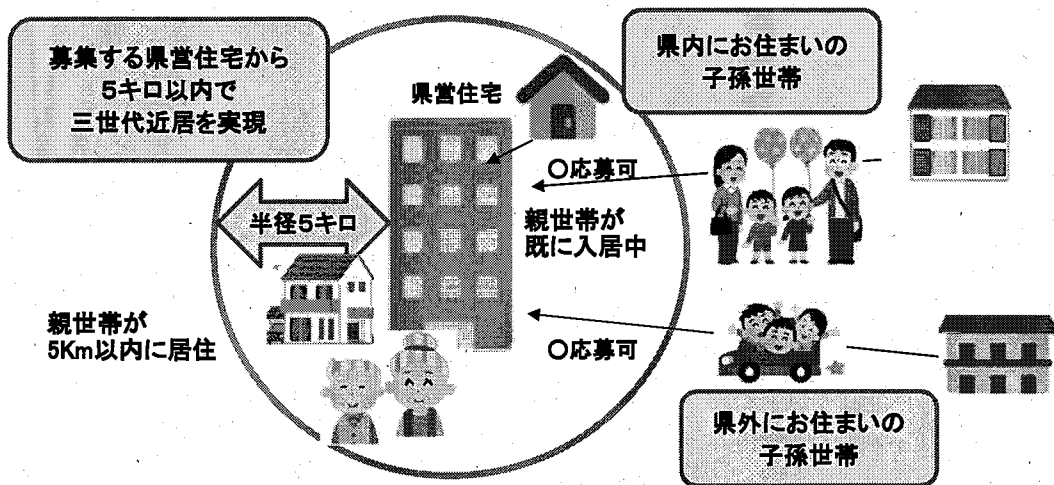 募集する県営住宅から
5キロ以内で
三世代近居を実現
県営住宅
県内にお住まいの
子孫世帯
〇応募可
半径5キロ
親世帯が
既に入居中
親世帯が
5Km以内に居住
〇応募可
県外にお住まいの
子孫世帯